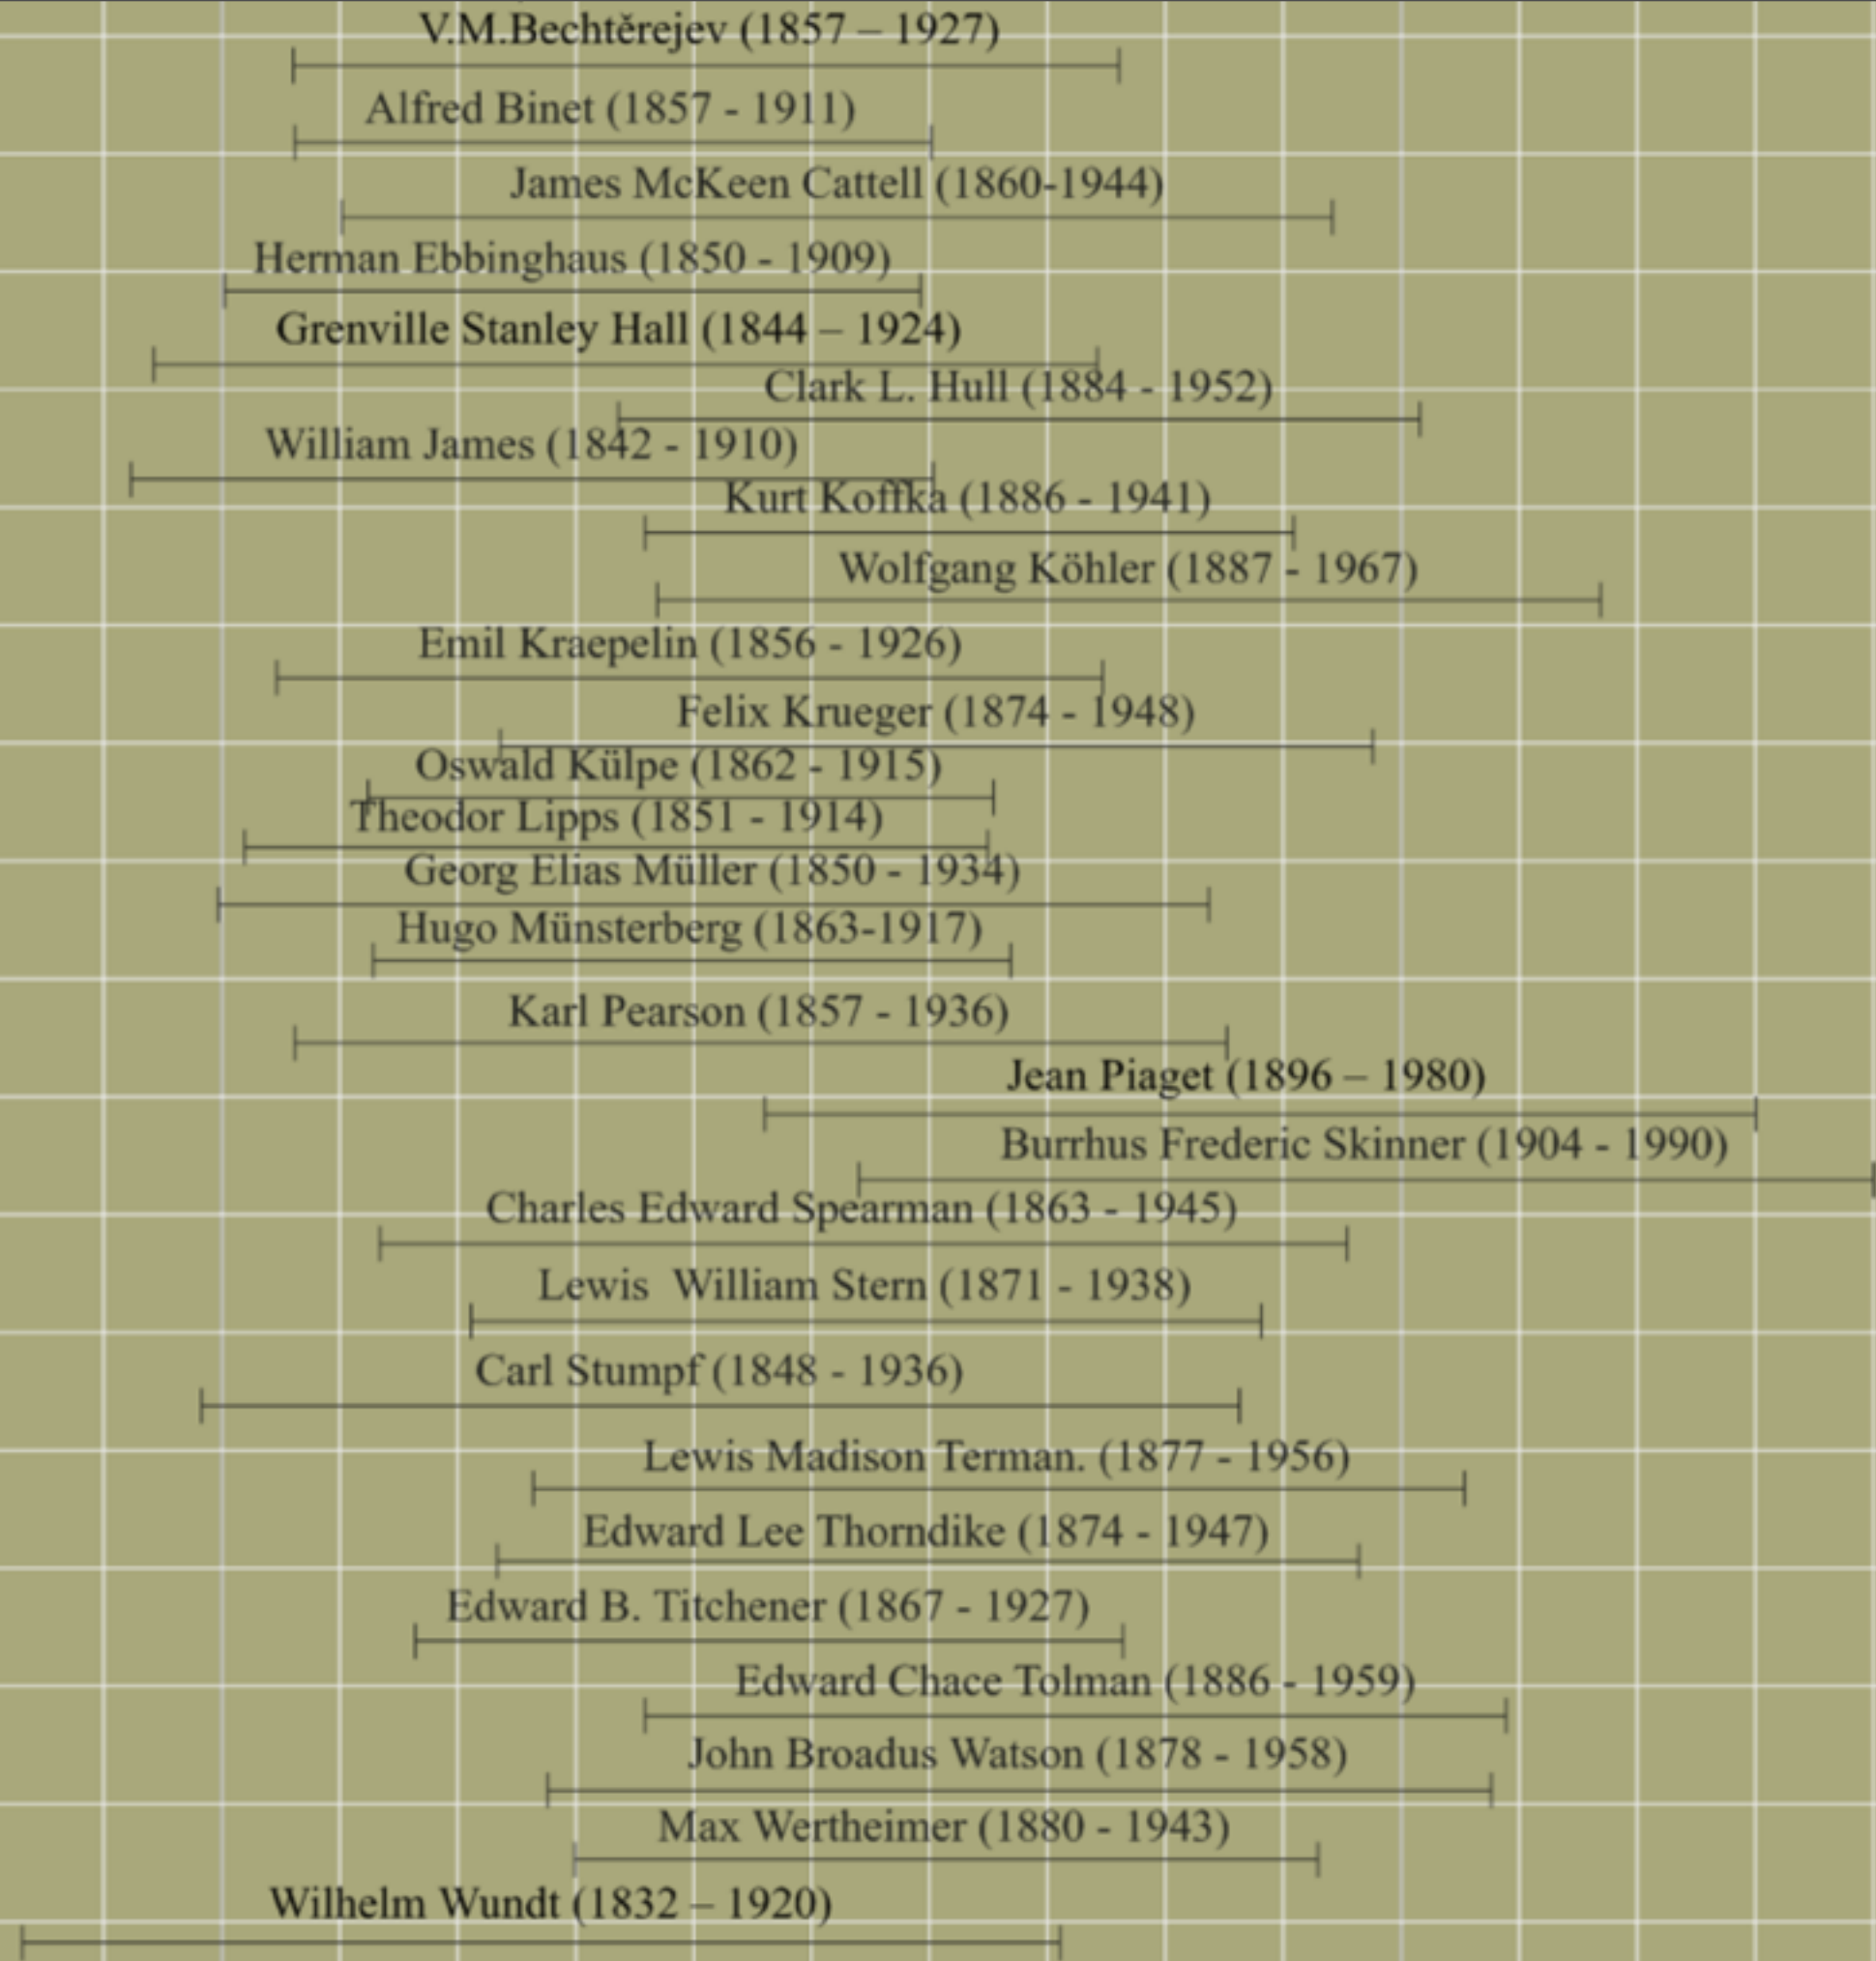 V.M.Bechtěrejev (1857 – 1927)
Alfred Binet (1857 - 1911)
James McKeen Cattell (1860-1944)
Herman Ebbinghaus (1850 - 1909)
Grenville Stanley Hall (1844 – 1924)
Clark L. Hull (1884 - 1952)
William James (1842 - 1910)
Kurt Koffka (1886 - 1941)
Wolfgang Köhler (1887 - 1967)
Emil Kraepelin (1856 - 1926)
Felix Krueger (1874 - 1948)
Oswald Külpe (1862 - 1915)
Theodor Lipps (1851 - 1914)
Georg Elias Müller (1850 - 1934)
Hugo Münsterberg (1863-1917)
Karl Pearson (1857 - 1936)
Jean Piaget (1896 – 1980)
Burrhus Frederic Skinner (1904 - 1990)
Charles Edward Spearman (1863 - 1945)
Lewis  William Stern (1871 - 1938)
Carl Stumpf (1848 - 1936)
Lewis Madison Terman. (1877 - 1956)
Edward Lee Thorndike (1874 - 1947)
Edward B. Titchener (1867 - 1927)
Edward Chace Tolman (1886 - 1959)
John Broadus Watson (1878 - 1958)
Max Wertheimer (1880 - 1943)
Wilhelm Wundt (1832 – 1920)